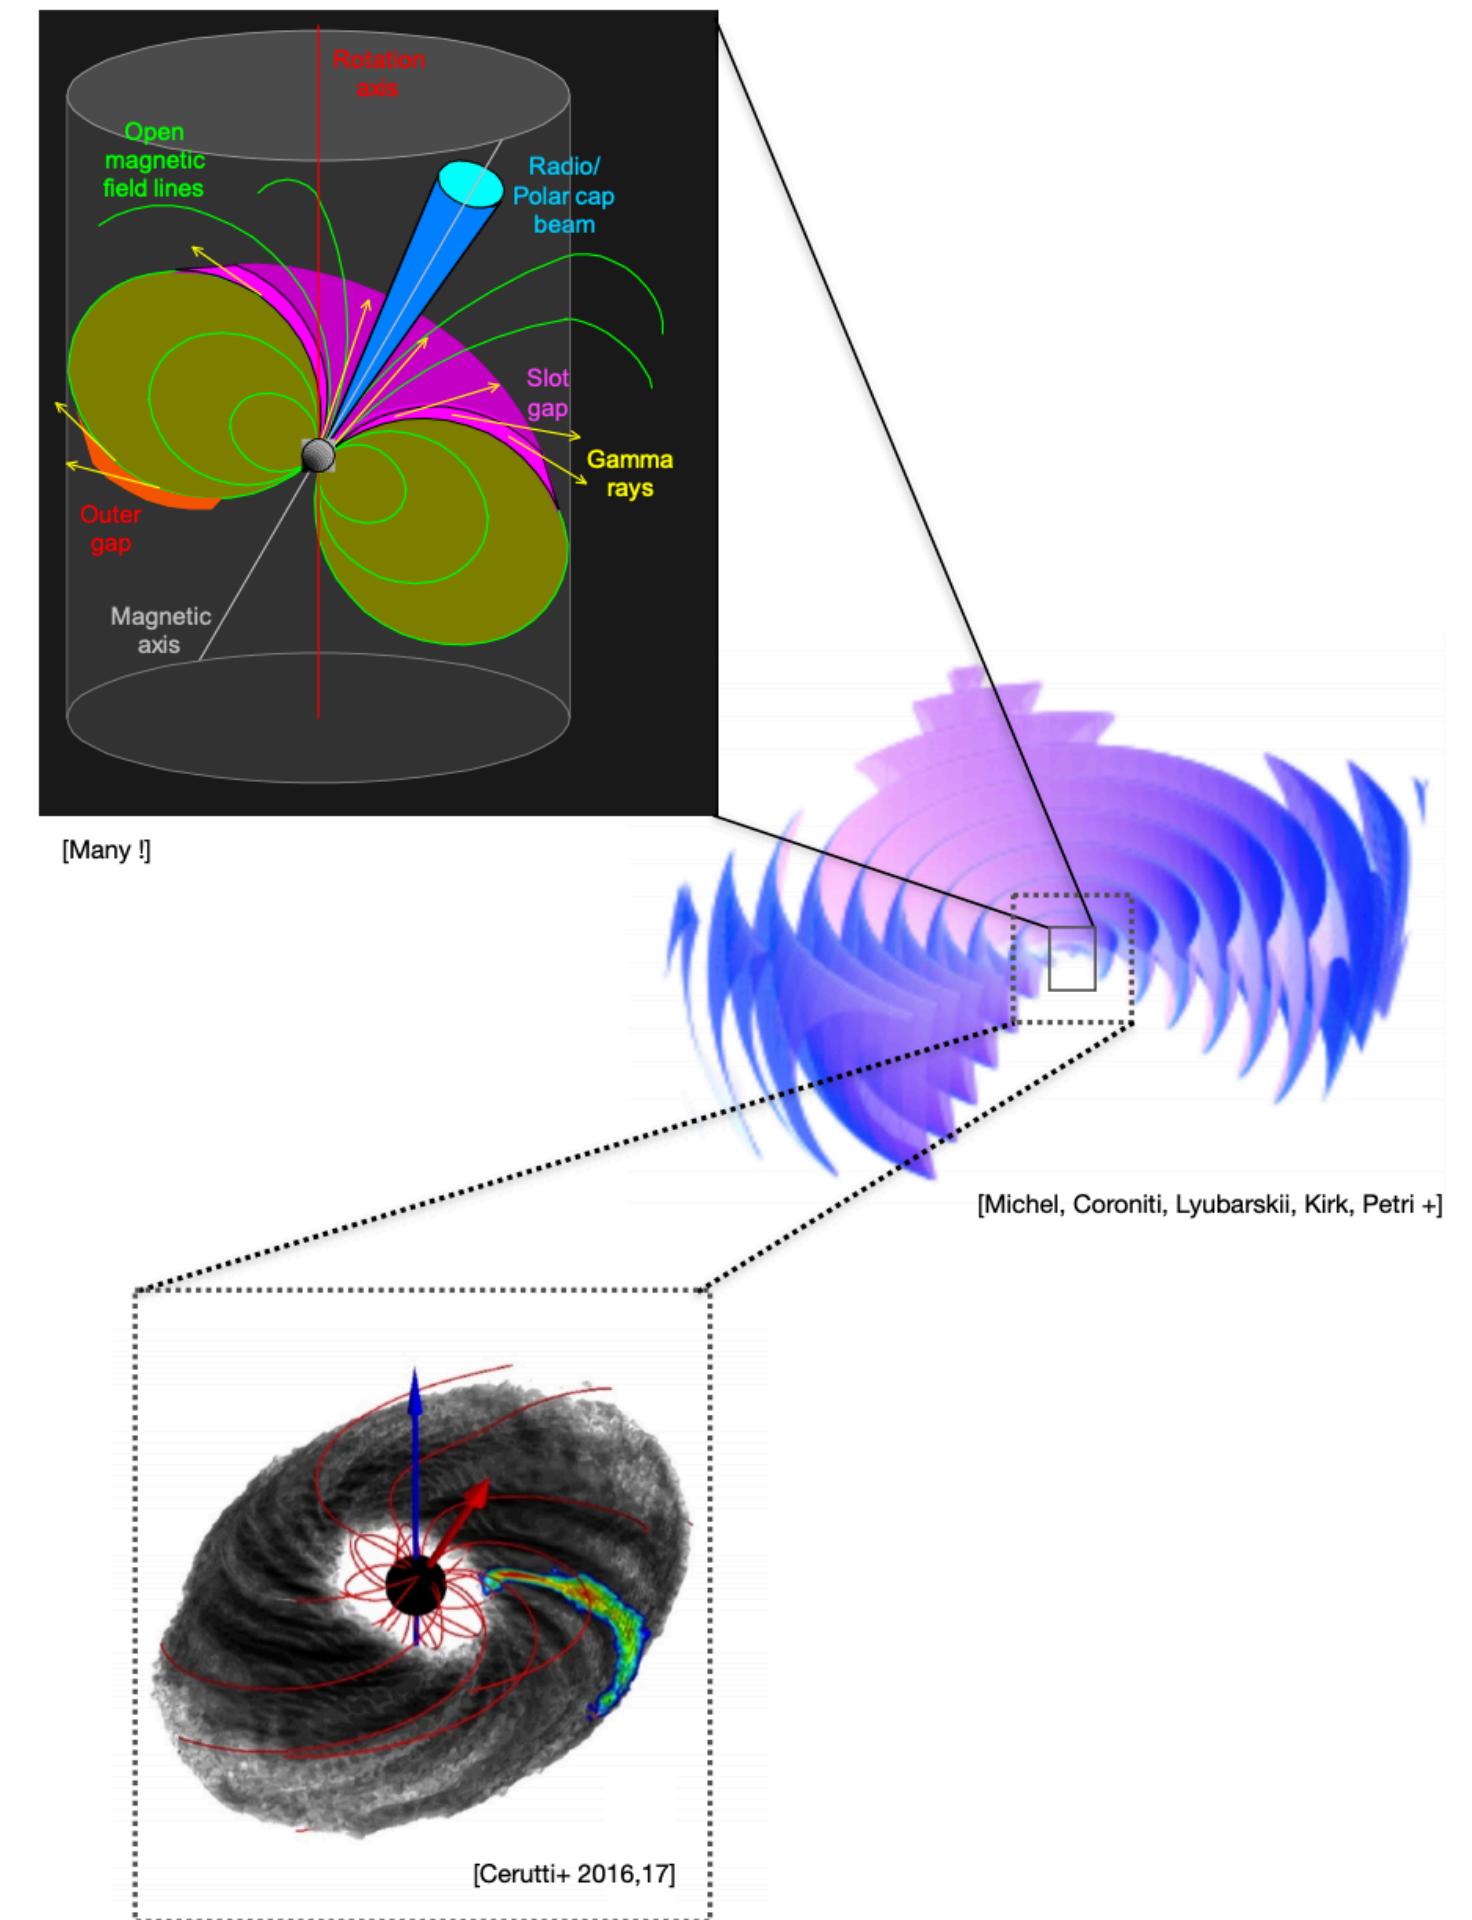 Rotation
axis
Open
magnetic
field lines
Radio/
Polar cap
beam
Slot
gap
Gamma
rays
Outer
gap
Magnetic
axis
[Many !]
[Michel, Coroniti, Lyubarskii, Kirk, Petri +]
[Cerutti+ 2016,17]